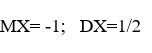 MX= -1;   DX=1/2